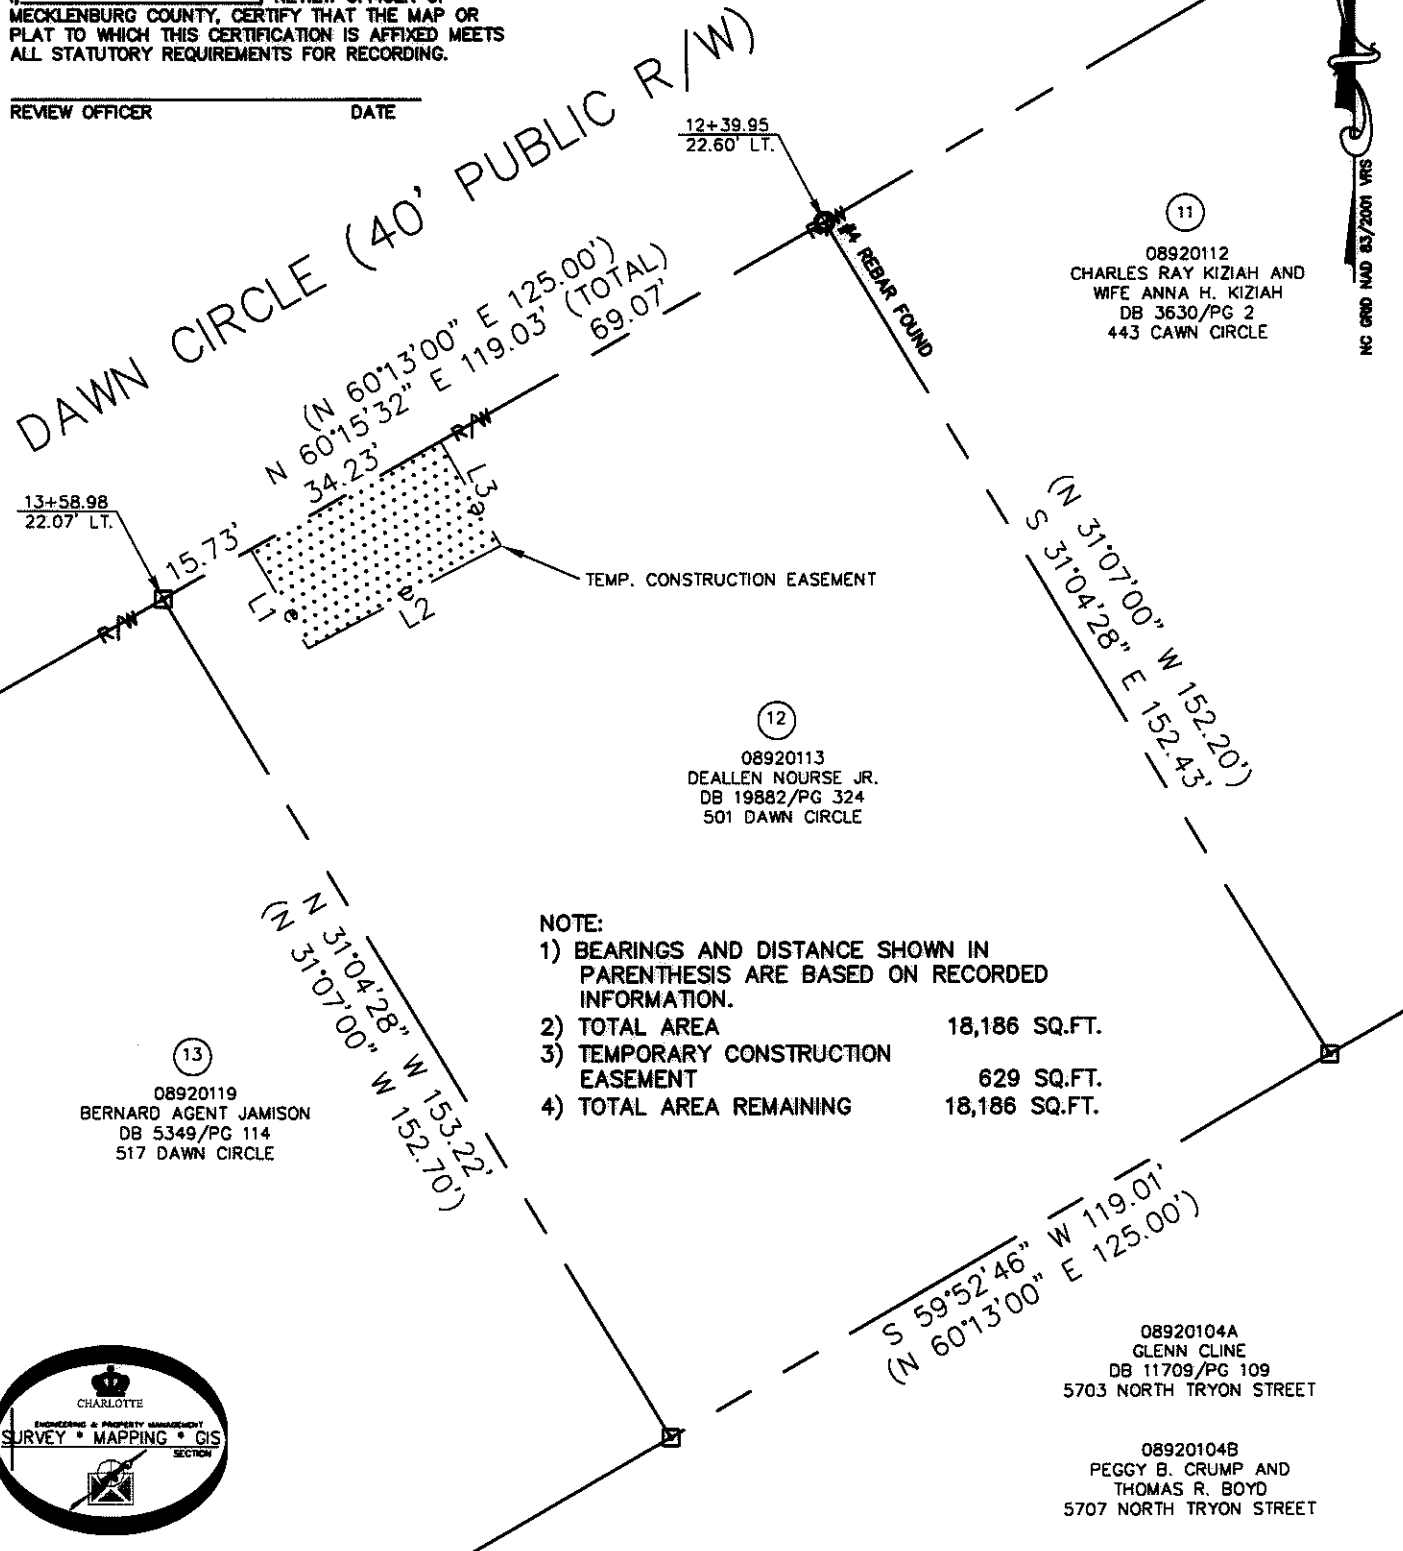 MECKLENBURG COUNTY, CERTIFY THAT THE MAP OR
PLAT TO WHICH THIS CERTIFICATION IS AFFIXED MEETS
ALL STATUTORY REQUIREMENTS FOR RECORDING.
REVIEW OFFICER DATE
DAWN CIRCLE (40' PUBLIC R/W)
12+39.95
22.60' LT.
#4 REBAR FOUND
NC GRID NAD 83/2001 VRS
11
08920112
CHARLES RAY KIZIAH AND
WIFE ANNA H. KIZIAH
DB 3630/PG 2
443 CAWN CIRCLE
(N 60°13'00" E 125.00')
N 60°15'32" E 119.03' (TOTAL)
34.23'
69.07'
R/W
13+58.98
22.07' LT.
15.73'
R/W
L1
e
e
L2
L3
e
TEMP. CONSTRUCTION EASEMENT
(N 31°07'00" W 152.20')
S 31°04'28" E 152.43'
12
08920113
DEALLEN NOURSE JR.
DB 19882/PG 324
501 DAWN CIRCLE
N 31°04'28" W 153.22'
(N 31°07'00" W 152.70')
NOTE:
1) BEARINGS AND DISTANCE SHOWN IN
PARENTHESIS ARE BASED ON RECORDED
INFORMATION.
2) TOTAL AREA 18,186 SQ.FT.
3) TEMPORARY CONSTRUCTION
EASEMENT 629 SQ.FT.
4) TOTAL AREA REMAINING 18,186 SQ.FT.
13
08920119
BERNARD AGENT JAMISON
DB 5349/PG 114
517 DAWN CIRCLE
S 59°52'46" W 119.01'
(N 60°13'00" E 125.00')
08920104A
GLENN CLINE
DB 11709/PG 109
5703 NORTH TRYON STREET
08920104B
PEGGY B. CRUMP AND
THOMAS R. BOYD
5707 NORTH TRYON STREET
CHARLOTTE
ENGINEERING & PROPERTY MANAGEMENT
SURVEY * MAPPING * GIS
SECTION